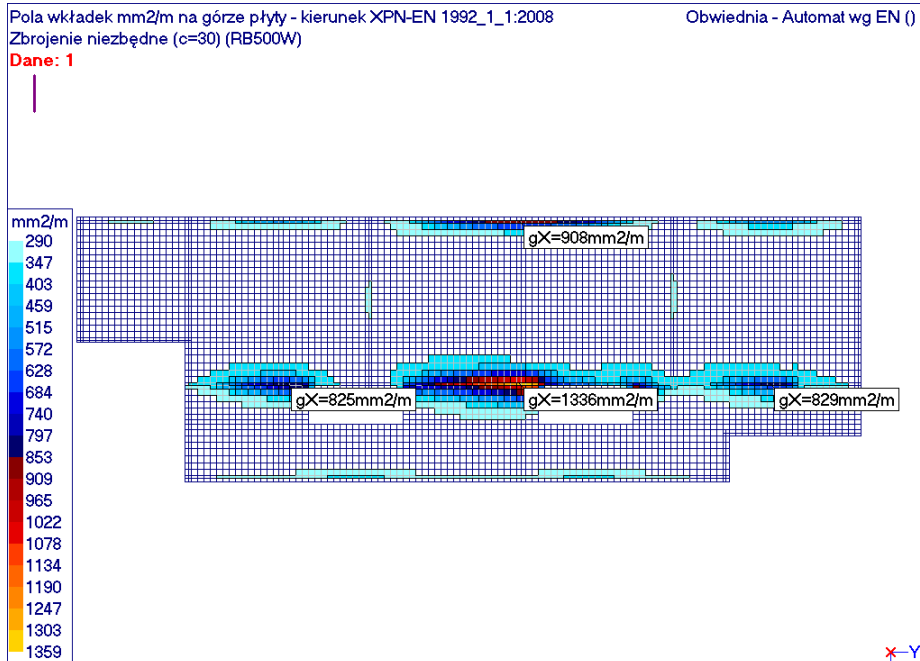 Pola wkładek mm2/m na górze płyty - kierunek XPN-EN 1992_1_1:2008 Obwiednia - Automat wg EN ()
Zbrojenie niezbędne (c=30) (RB500W)
Dane: 1
mm2/m
290
347
403
459
515
572
628
684
740
797
853
909
965
1022
1078
1134
1190
1247
1303
1359
gX=908mm2/m
gX=825mm2/m gX=1336mm2/m gX=829mm2/m
Y